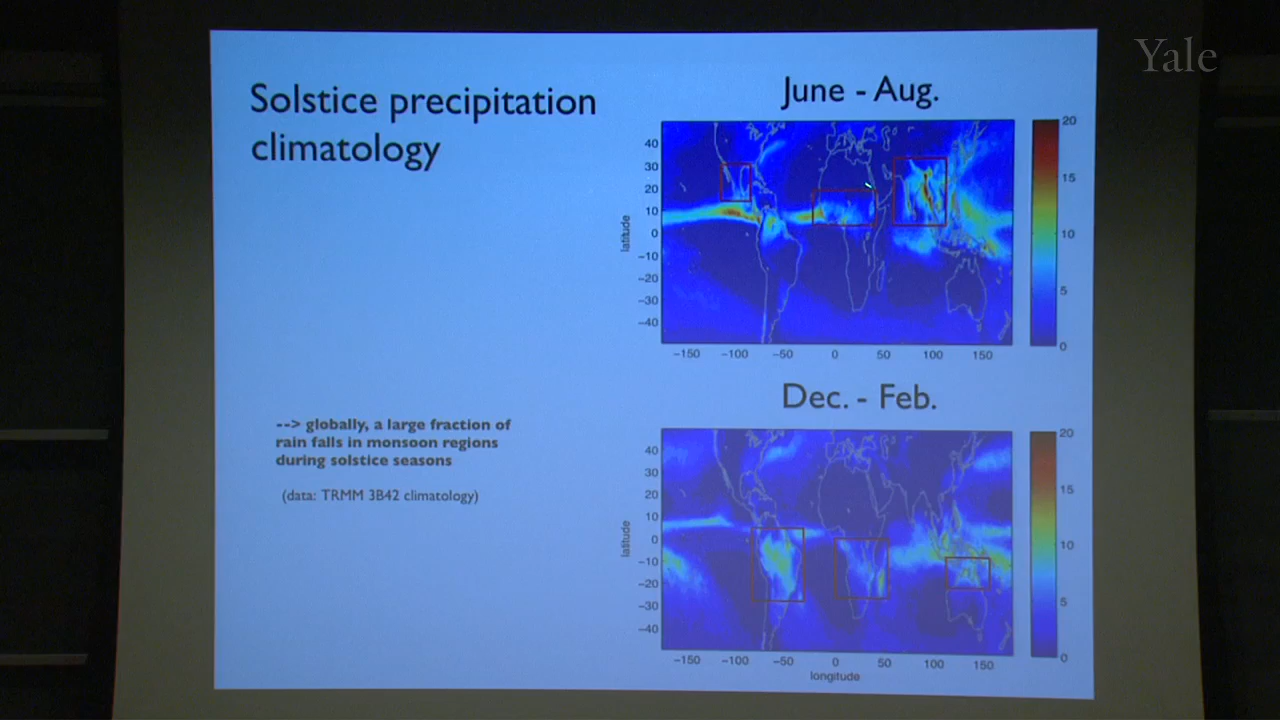 Yale
Solstice precipitation
climatology
June - Aug.
40
30
20
10
0
−10
−20
−30
−40
latitude
−150 −100 −50 0 50 100 150
20
15
10
5
0
--> globally, a large fraction of
rain falls in monsoon regions
during solstice seasons
(data: TRMM 3B42 climatology)
Dec. - Feb.
40
30
20
10
0
−10
−20
−30
−40
latitude
−150 −100 −50 0 50 100 150
longitude
20
15
10
5
0